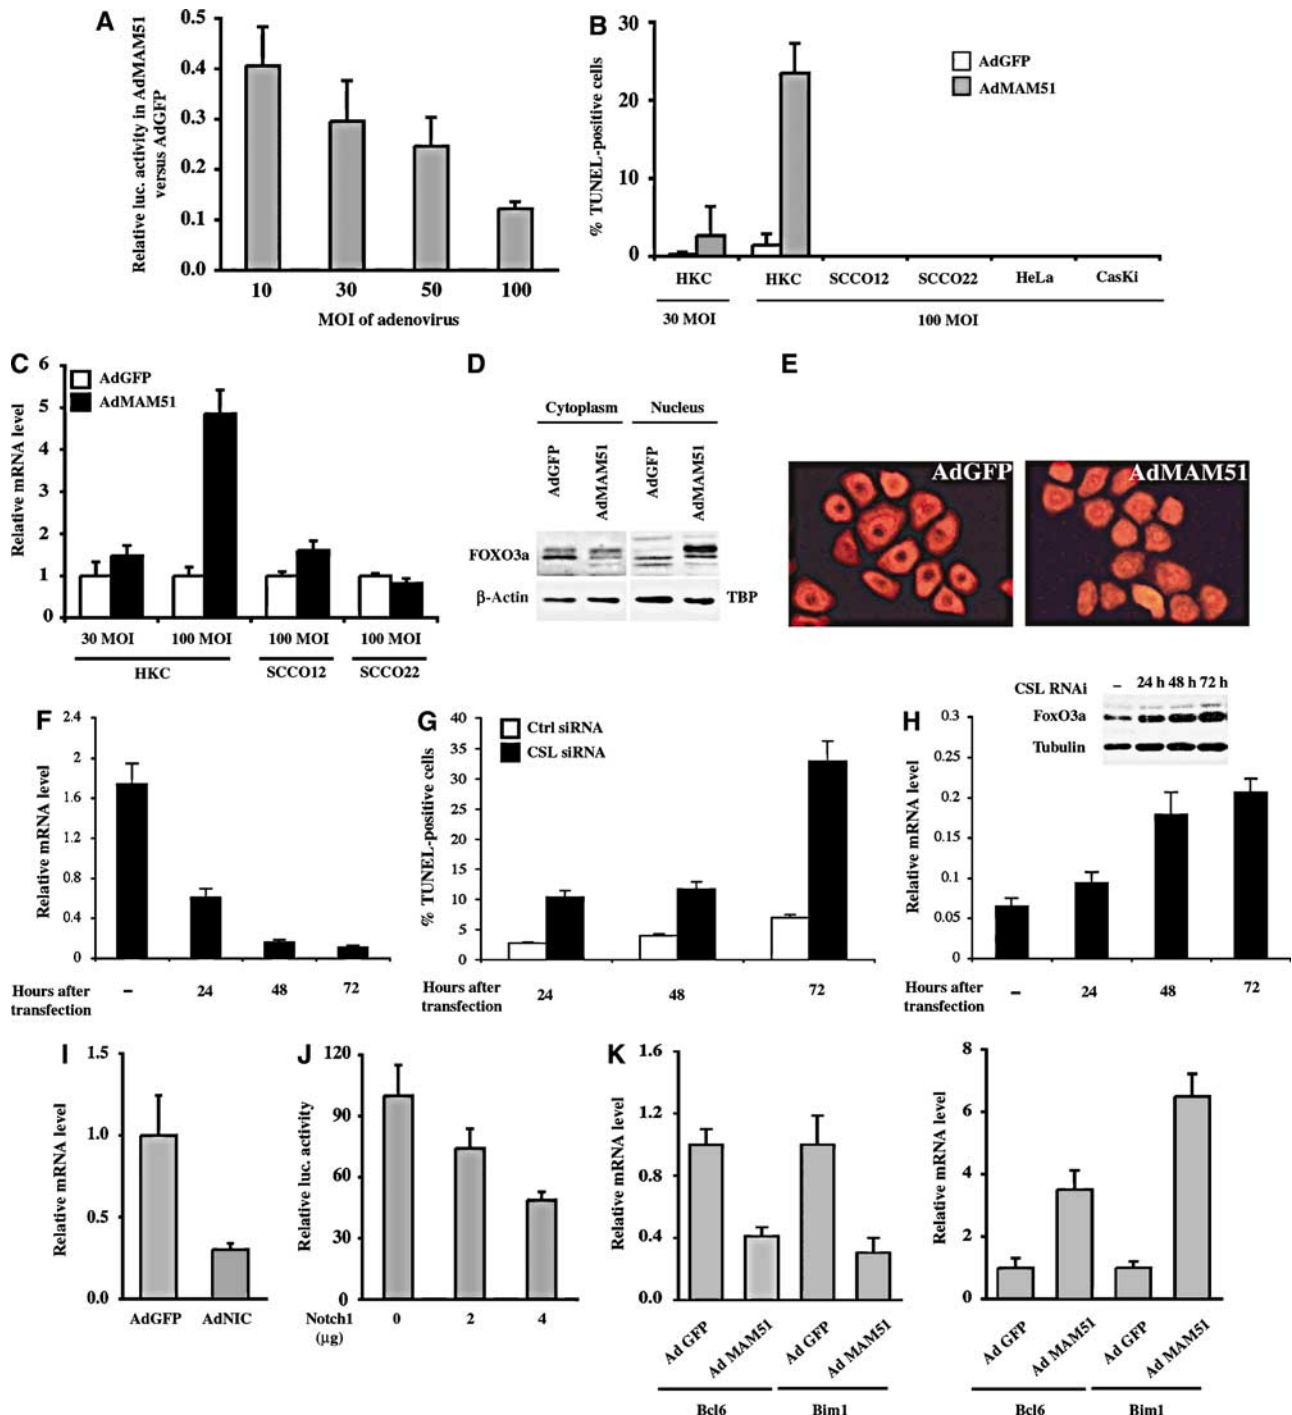 A
Relative luc. activity in AdMAM51
versus AdGFP
0.5
0.4
0.3
0.2
0.1
0.0
10 30 50 100
MOI of adenovirus
B
% TUNEL-positive cells
30
20
10
0
AdGFP
AdMAM51
HKC HKC SCCO12 SCCO22 HeLa CasKi
30 MOI 100 MOI
C
Relative mRNA level
6
5
4
3
2
1
0
AdGFP
AdMAM51
30 MOI 100 MOI 100 MOI 100 MOI
HKC SCCO12 SCCO22
D
Cytoplasm Nucleus
AdGFP AdMAM51 AdGFP AdMAM51
FOXO3a
β-Actin TBP
E
AdGFP AdMAM51
F
Relative mRNA level
2.4
2
1.6
1.2
0.8
0.4
0
Hours after
transfection
– 24 48 72
G
% TUNEL-positive cells
40
35
30
25
20
15
10
5
0
Ctrl siRNA
CSL siRNA
Hours after
transfection
24 48 72
H
CSL RNAi – 24 h 48 h 72 h
FoxO3a
Tubulin
Relative mRNA level
0.3
0.25
0.2
0.15
0.1
0.05
0
Hours after
transfection
– 24 48 72
I
Relative mRNA level
1.5
1.0
0.5
0.0
AdGFP AdNIC
J
Relative luc. activity
120
90
60
30
0
Notch1
(μg)
0 2 4
K
Relative mRNA level
1.6
1.2
0.8
0.4
0.0
Ad GFP Ad MAM51 Ad GFP Ad MAM51
Bcl6 Bim1
Relative mRNA level
8
6
4
2
0
Ad GFP Ad MAM51 Ad GFP Ad MAM51
Bcl6 Bim1